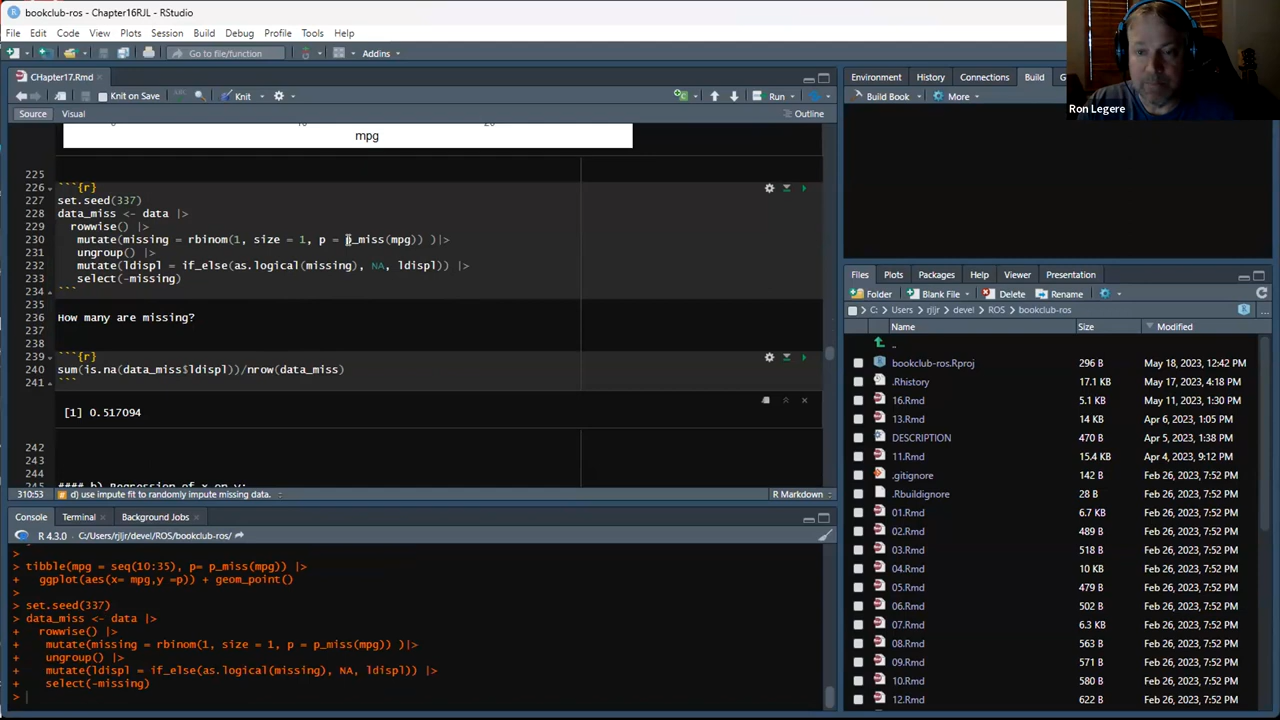 bookclub-ros - Chapter16RJL - RStudio
File Edit Code View Plots Session Build Debug Profile Tools Help
Go to file/function Addins
CHapter17.Rmd
Knit on Save Knit Run
Source Visual Outline
mpg
225
226 ```{r}
227 set.seed(337)
228 data_miss <- data |>
229 rowwise() |>
230 mutate(missing = rbinom(1, size = 1, p = p_miss(mpg)) )|>
231 ungroup() |>
232 mutate(ldispl = if_else(as.logical(missing), NA, ldispl)) |>
233 select(-missing)
234 ```
235
236 How many are missing?
237
238
239 ```{r}
240 sum(is.na(data_miss$ldispl))/nrow(data_miss)
241 ```
[1] 0.517094
242
243
244
#### b) Regression of x on y:
310:53 d) use impute fit to randomly impute missing data. R Markdown
Console Terminal Background Jobs
R 4.3.0 · C:/Users/rjljr/devel/ROS/bookclub-ros/
>
> tibble(mpg = seq(10:35), p= p_miss(mpg)) |>
+ ggplot(aes(x= mpg,y =p)) + geom_point()
>
> set.seed(337)
> data_miss <- data |>
+ rowwise() |>
+ mutate(missing = rbinom(1, size = 1, p = p_miss(mpg)) )|>
+ ungroup() |>
+ mutate(ldispl = if_else(as.logical(missing), NA, ldispl)) |>
+ select(-missing)
>
Ron Legere
Environment History Connections Build
Build Book More
Files Plots Packages Help Viewer Presentation
Folder Blank File Delete Rename
C: Users rjljr devel ROS bookclub-ros
Name Size Modified
..
bookclub-ros.Rproj 296 B May 18, 2023, 12:42 PM
.Rhistory 17.1 KB May 17, 2023, 4:18 PM
16.Rmd 5.1 KB May 11, 2023, 1:30 PM
13.Rmd 14 KB Apr 6, 2023, 1:05 PM
DESCRIPTION 470 B Apr 5, 2023, 1:38 PM
11.Rmd 15.4 KB Apr 4, 2023, 9:12 PM
.gitignore 142 B Feb 26, 2023, 7:52 PM
.Rbuildignore 28 B Feb 26, 2023, 7:52 PM
01.Rmd 6.7 KB Feb 26, 2023, 7:52 PM
02.Rmd 489 B Feb 26, 2023, 7:52 PM
03.Rmd 518 B Feb 26, 2023, 7:52 PM
04.Rmd 10 KB Feb 26, 2023, 7:52 PM
05.Rmd 487 B Feb 26, 2023, 7:52 PM
06.Rmd 502 B Feb 26, 2023, 7:52 PM
07.Rmd 6.3 KB Feb 26, 2023, 7:52 PM
08.Rmd 563 B Feb 26, 2023, 7:52 PM
09.Rmd 571 B Feb 26, 2023, 7:52 PM
10.Rmd 580 B Feb 26, 2023, 7:52 PM
12.Rmd 622 B Feb 26, 2023, 7:52 PM